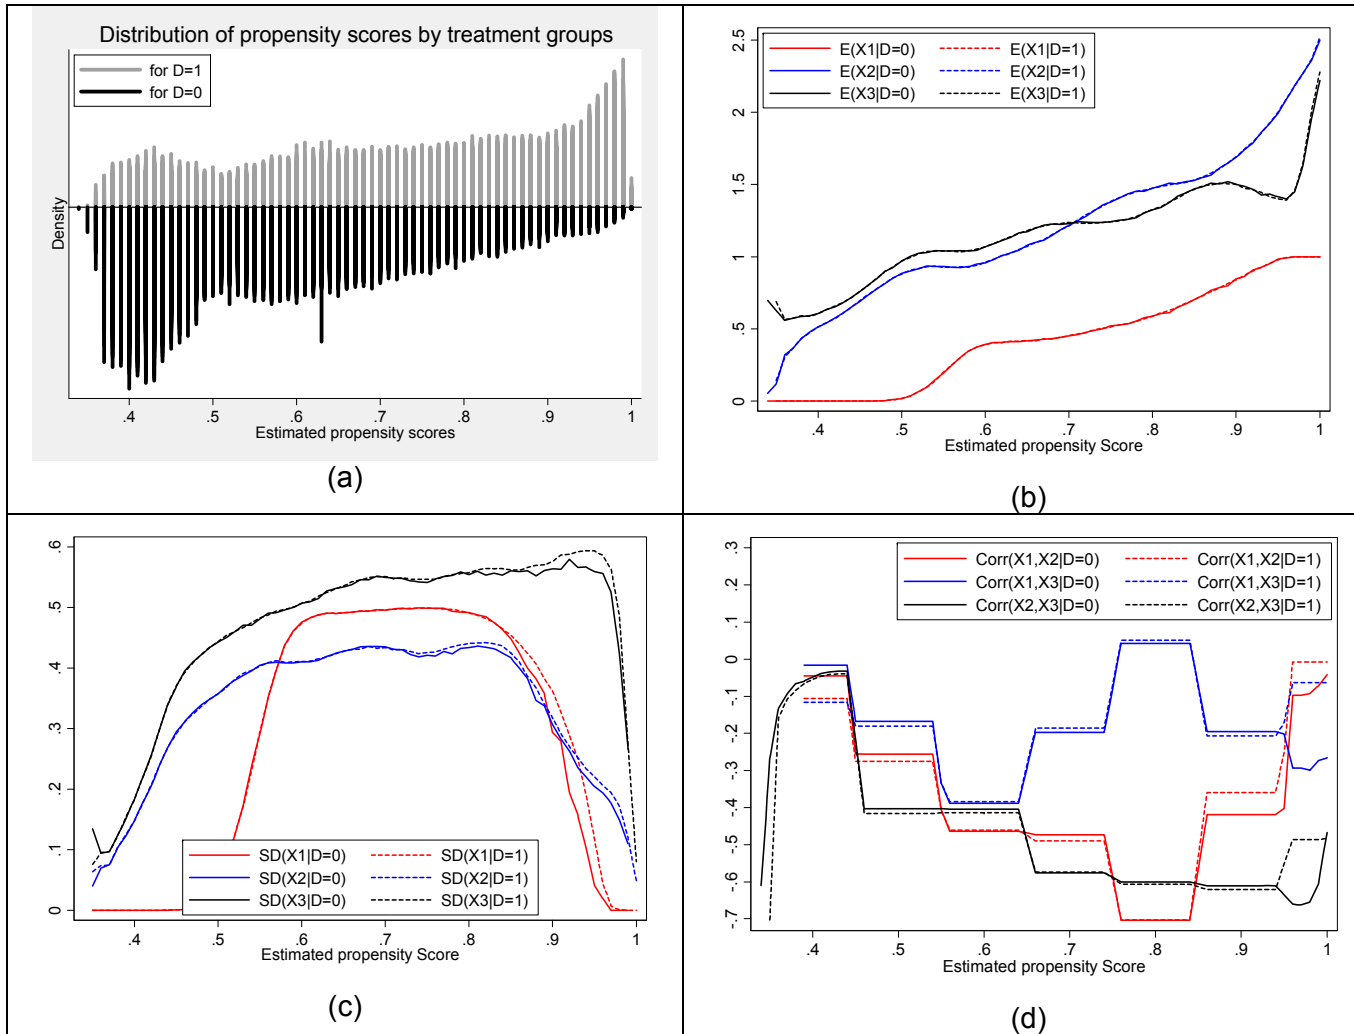 Distribution of propensity scores by treatment groups
for D=1
for D=0
Density
.4 .5 .6 .7 .8 .9 1
Estimated propensity scores
(a)
E(X1|D=0) E(X1|D=1)
E(X2|D=0) E(X2|D=1)
E(X3|D=0) E(X3|D=1)
2.5
2
1.5
1
.5
0
.4 .5 .6 .7 .8 .9 1
Estimated propensity Score
(b)
.6
.5
.4
.3
.2
.1
0
SD(X1|D=0) SD(X1|D=1)
SD(X2|D=0) SD(X2|D=1)
SD(X3|D=0) SD(X3|D=1)
.4 .5 .6 .7 .8 .9 1
Estimated propensity Score
(c)
Corr(X1,X2|D=0) Corr(X1,X2|D=1)
Corr(X1,X3|D=0) Corr(X1,X3|D=1)
Corr(X2,X3|D=0) Corr(X2,X3|D=1)
.3
.2
.1
0
-.1
-.2
-.3
-.4
-.5
-.6
-.7
.4 .5 .6 .7 .8 .9 1
Estimated propensity Score
(d)